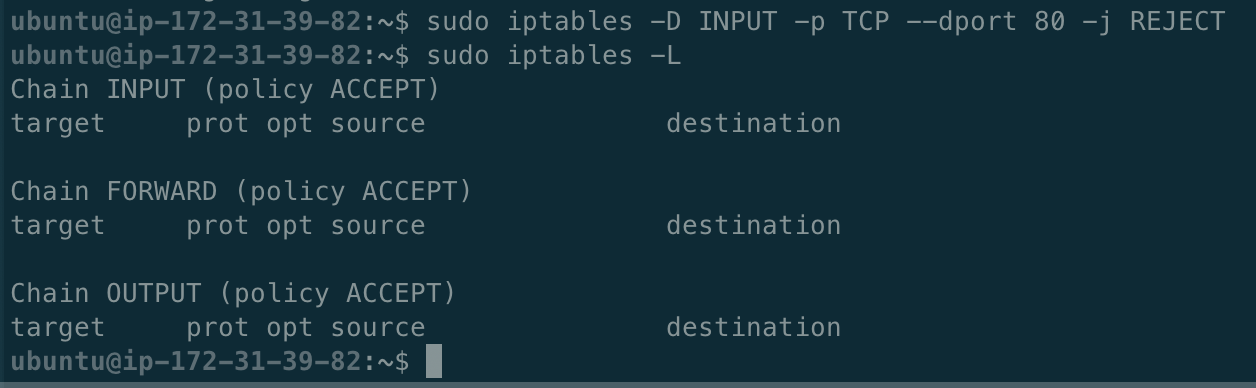 ubuntu@ip-172-31-39-82:~$ sudo iptables -D INPUT -p TCP --dport 80 -j REJECT
ubuntu@ip-172-31-39-82:~$ sudo iptables -L
Chain INPUT (policy ACCEPT)
target     prot opt source               destination

Chain FORWARD (policy ACCEPT)
target     prot opt source               destination

Chain OUTPUT (policy ACCEPT)
target     prot opt source               destination
ubuntu@ip-172-31-39-82:~$